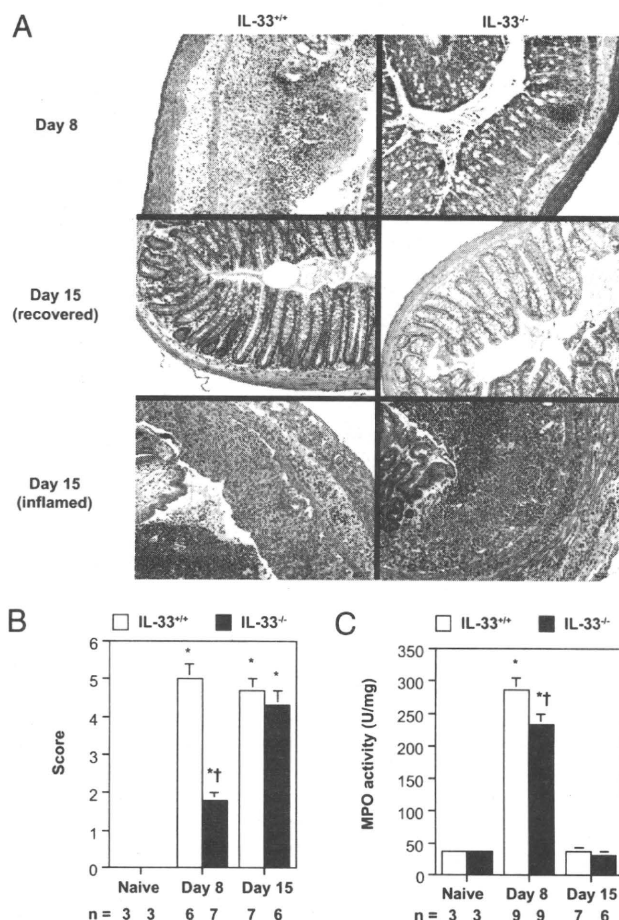 A
IL-33+/+ IL-33-/-
Day 8
Day 15
(recovered)
Day 15
(inflamed)
B
IL-33+/+ IL-33-/-
Score
6
5
4
3
2
1
0
*
*†
*
*
Naive Day 8 Day 15
n = 3 3 6 7 7 6
C
IL-33+/+ IL-33-/-
MPO activity (U/mg)
350
300
250
200
150
100
50
0
*
*†
Naive Day 8 Day 15
n = 3 3 9 9 7 6